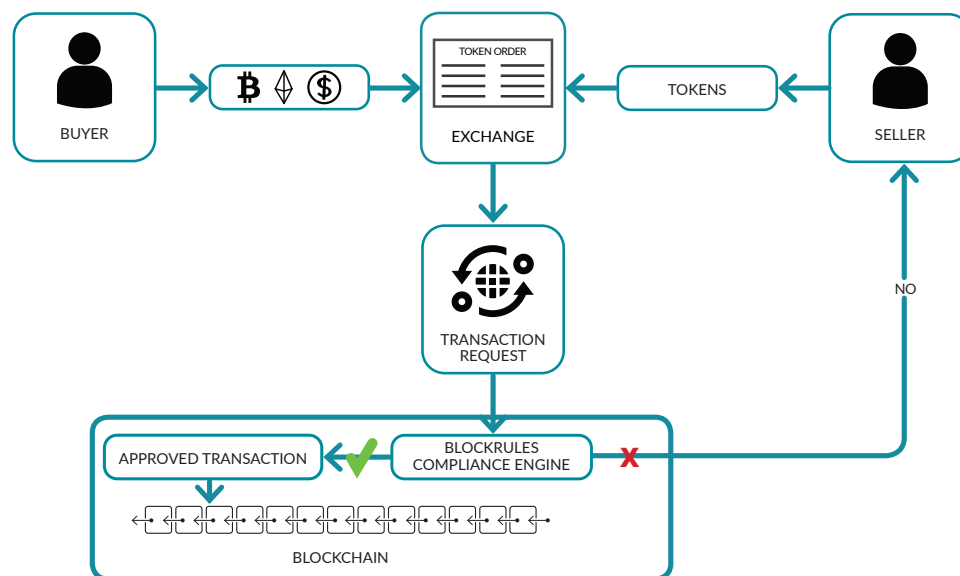 TOKEN ORDER
BUYER
EXCHANGE
TOKENS
SELLER
NO
TRANSACTION
REQUEST
APPROVED TRANSACTION
BLOCKRULES
COMPLIANCE ENGINE
X
BLOCKCHAIN